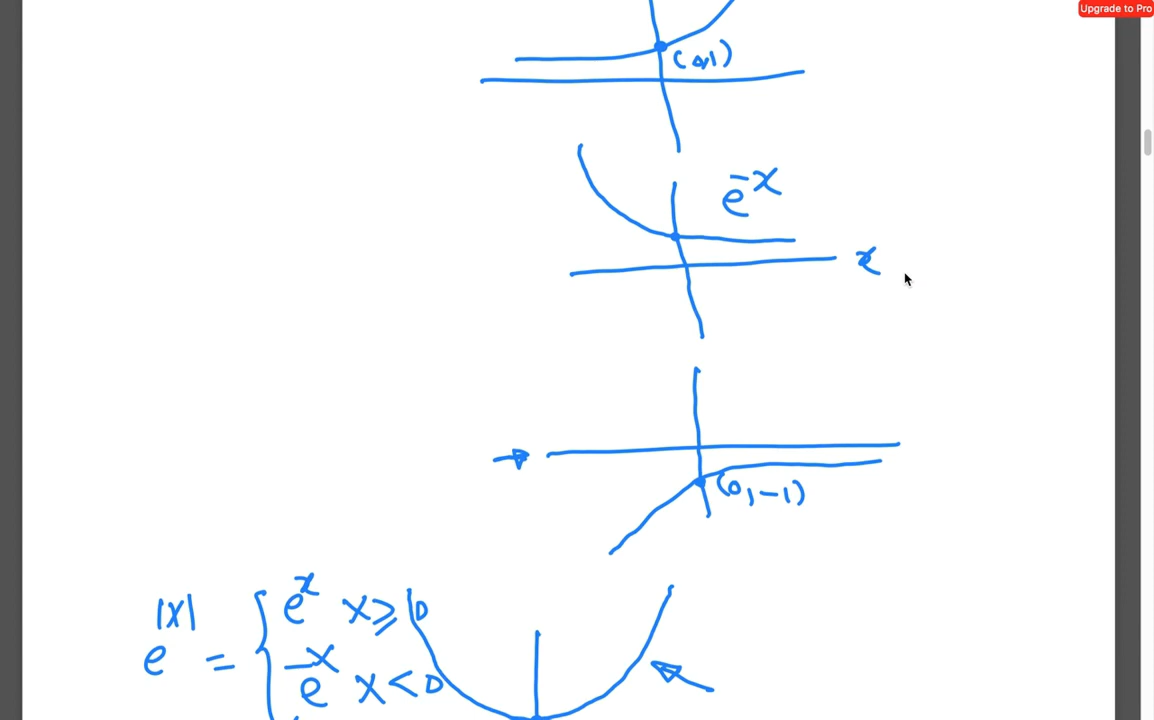 Upgrade to Pro
(0,1)
e^-x
x
(0,-1)
e^|x| = { e^x x ≥ 0
e^-x x < 0